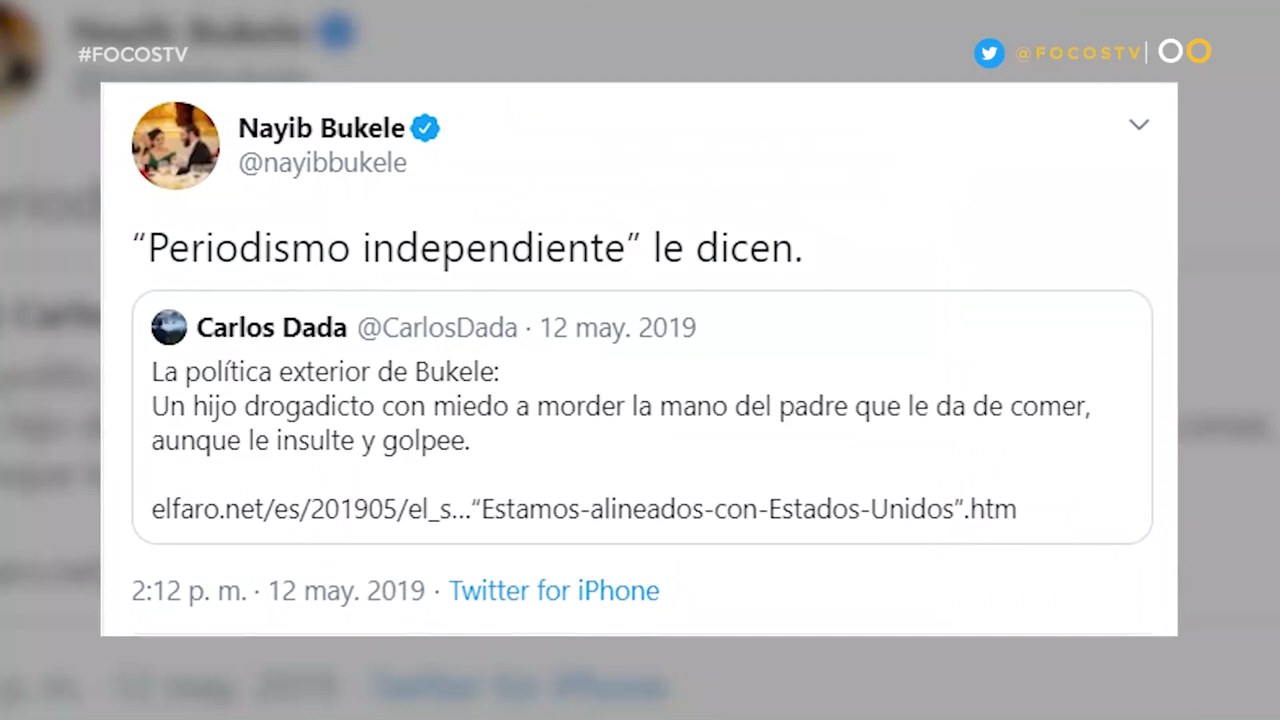 #FOCOSTV
@FOCOSTV
Nayib Bukele
@nayibbukele
“Periodismo independiente” le dicen.
Carlos Dada @CarlosDada · 12 may. 2019
La política exterior de Bukele:
Un hijo drogadicto con miedo a morder la mano del padre que le da de comer,
aunque le insulte y golpee.
elfaro.net/es/201905/el_s...“Estamos-alineados-con-Estados-Unidos”.htm
2:12 p. m. · 12 may. 2019 · Twitter for iPhone